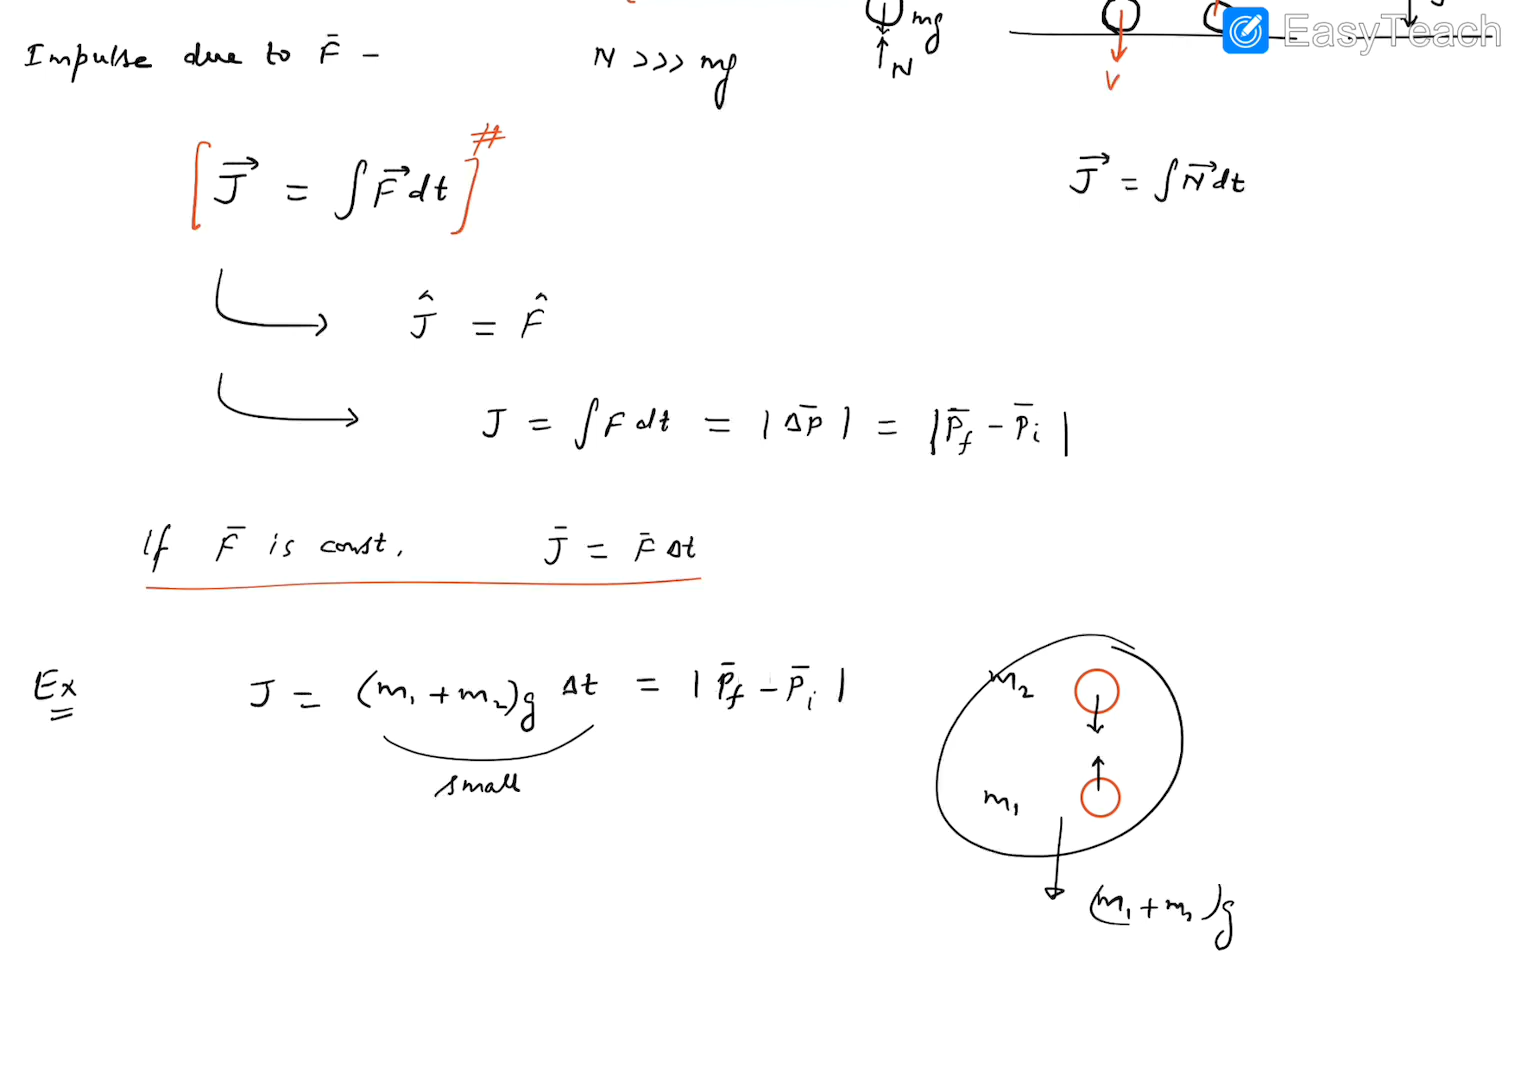 mg
EasyTeach
Impulse due to F̄ –
N >>> mg
N
v
[ J⃗ = ∫ F⃗ dt ]#
J⃗ = ∫ N⃗ dt
Ĵ = F̂
J = ∫ F dt = | Δp̄ | = | P̄f - P̄i |
If F̄ is const. J̄ = F̄ Δt
Ex J = (m₁ + m₂)g Δt = | P̄f - P̄i |
small
m₂
m₁
(m₁ + m₂)g